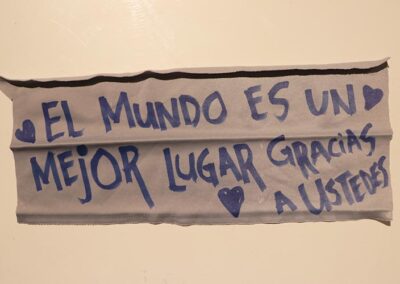 EL MUNDO ES UN
MEJOR LUGAR GRACIAS
A USTEDES